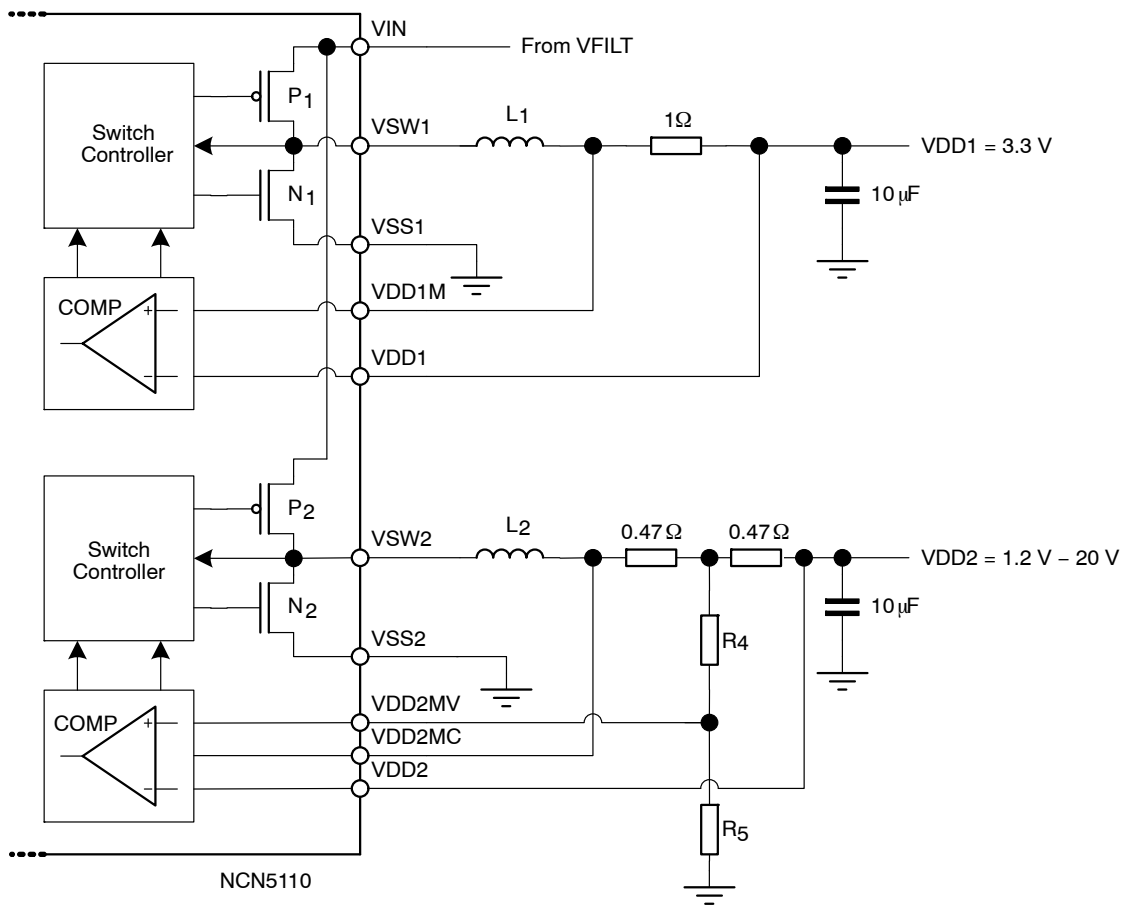 VIN
From VFILT
P1
Switch
Controller
VSW1
L1
1Ω
VDD1 = 3.3 V
N1
10 µF
VSS1
COMP
+
−
VDD1M
VDD1
P2
Switch
Controller
VSW2
L2
0.47 Ω
0.47 Ω
VDD2 = 1.2 V − 20 V
N2
10 µF
VSS2
R4
COMP
+
−
VDD2MV
VDD2MC
VDD2
R5
NCN5110